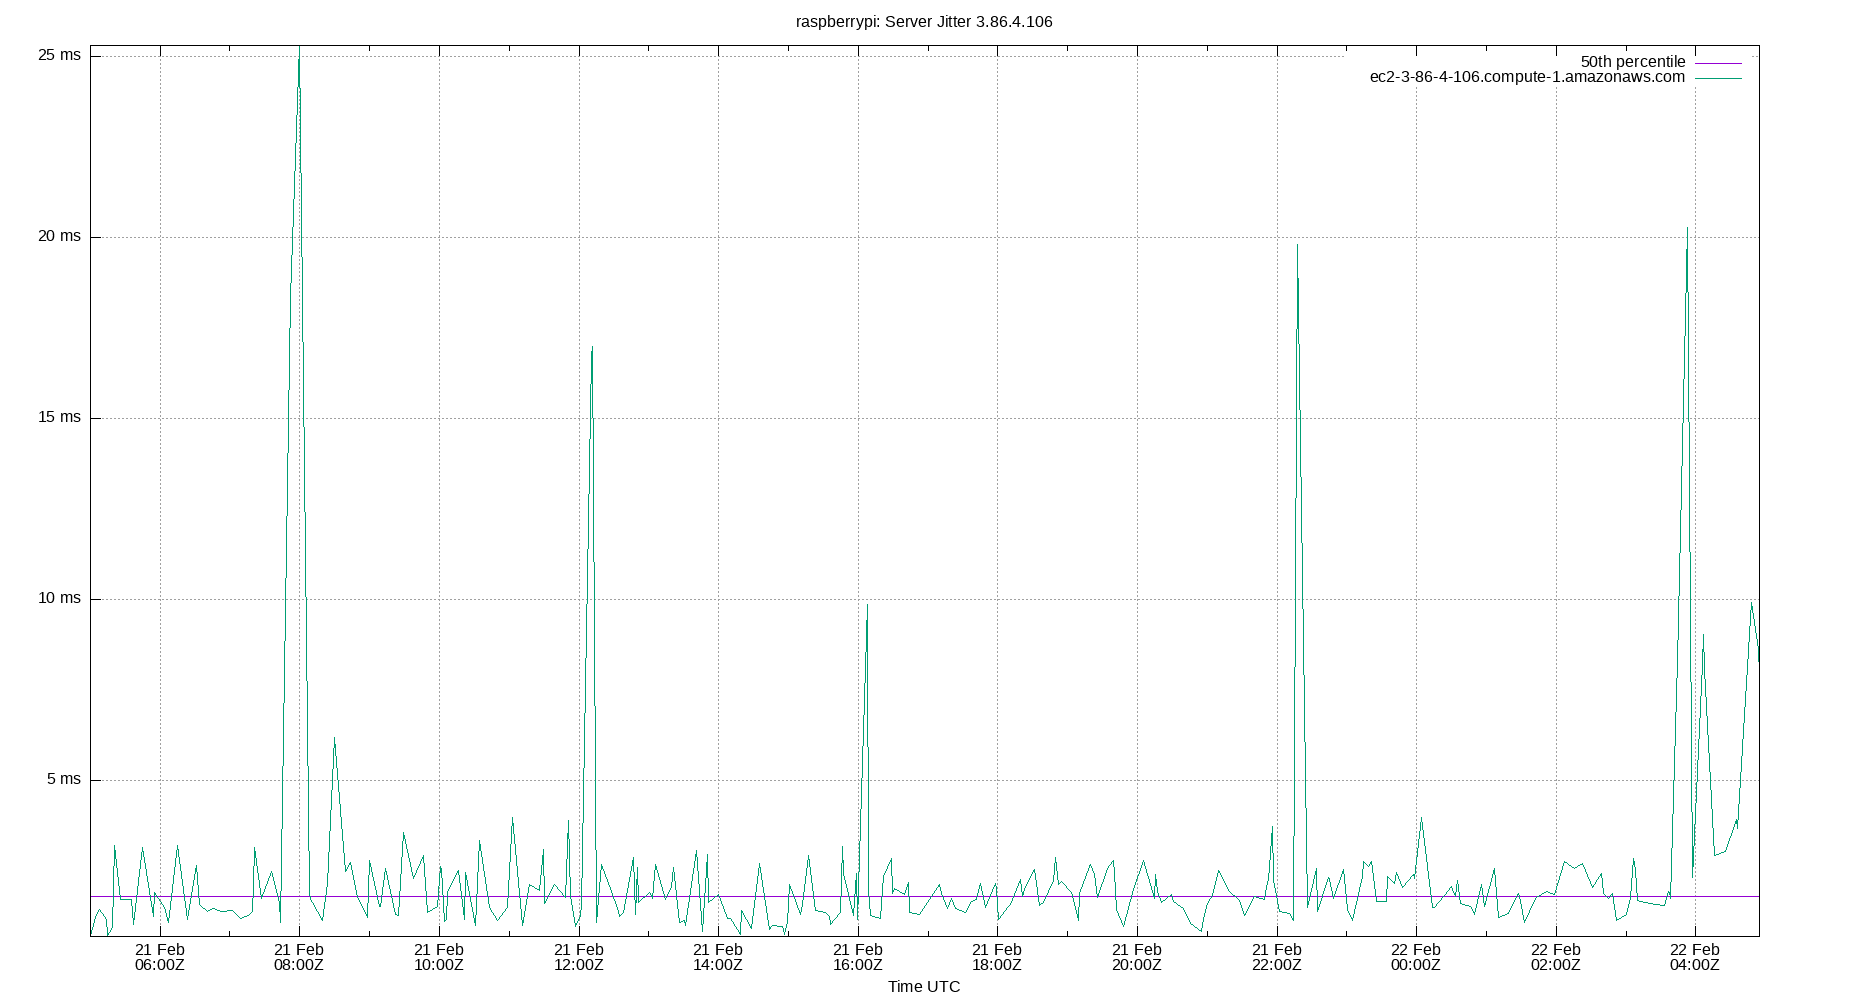 raspberrypi: Server Jitter 3.86.4.106
25 ms
20 ms
15 ms
10 ms
5 ms
50th percentile
ec2-3-86-4-106.compute-1.amazonaws.com
21 Feb 21 Feb 21 Feb 21 Feb 21 Feb 21 Feb 21 Feb 21 Feb 21 Feb 22 Feb 22 Feb 22 Feb
06:00Z 08:00Z 10:00Z 12:00Z 14:00Z 16:00Z 18:00Z 20:00Z 22:00Z 00:00Z 02:00Z 04:00Z
Time UTC